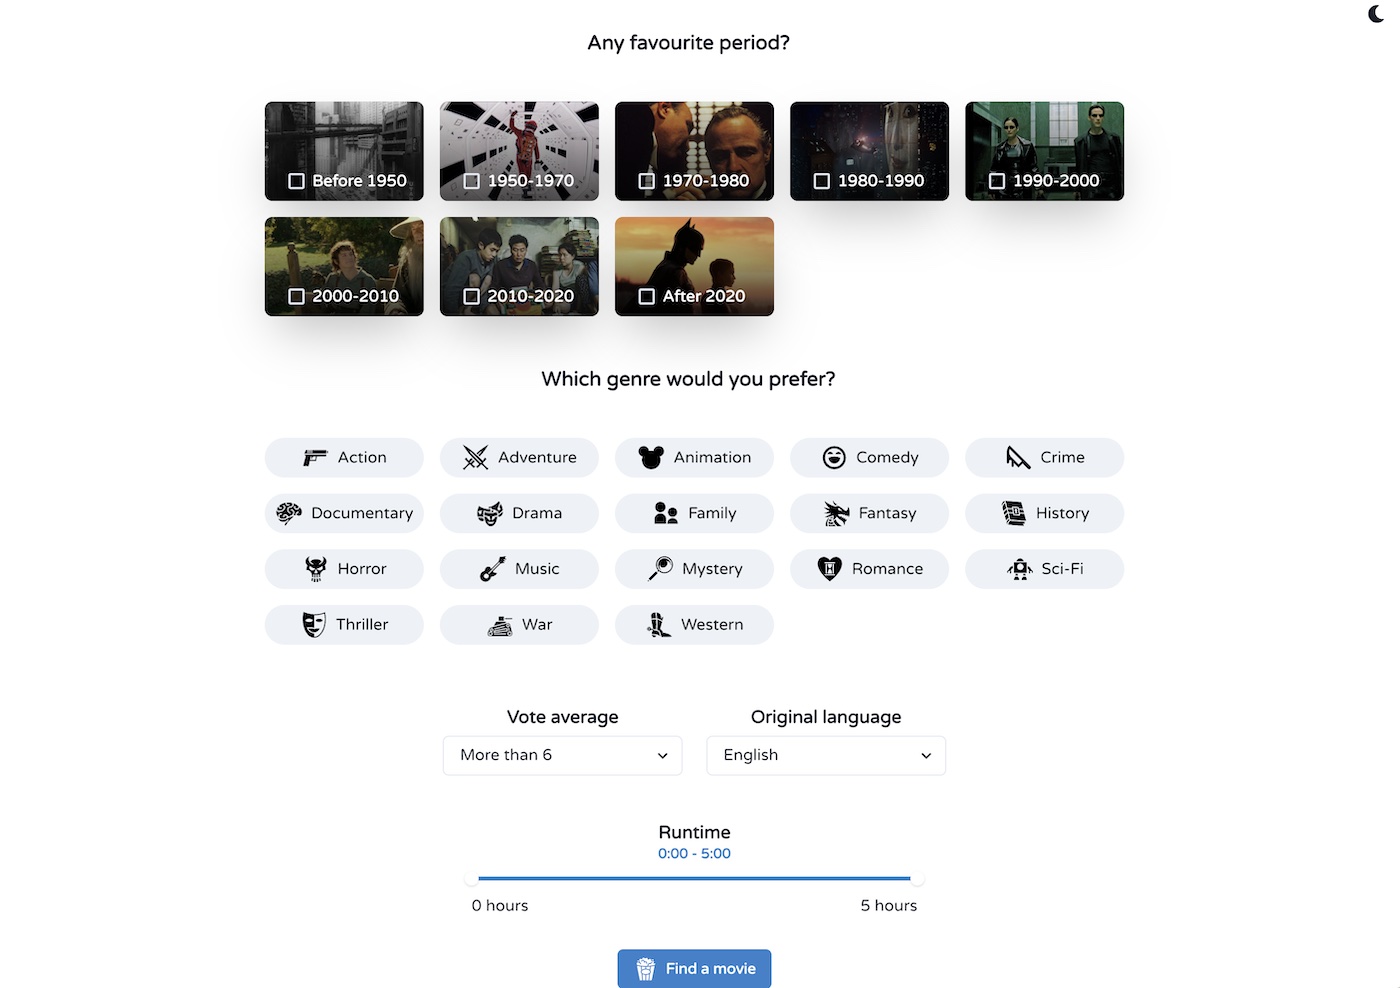 Any favourite period?
Before 1950
1950-1970
1970-1980
1980-1990
1990-2000
2000-2010
2010-2020
After 2020
Which genre would you prefer?
Action
Adventure
Animation
Comedy
Crime
Documentary
Drama
Family
Fantasy
History
Horror
Music
Mystery
Romance
Sci-Fi
Thriller
War
Western
Vote average
Original language
More than 6
English
Runtime
0:00 - 5:00
0 hours
5 hours
Find a movie